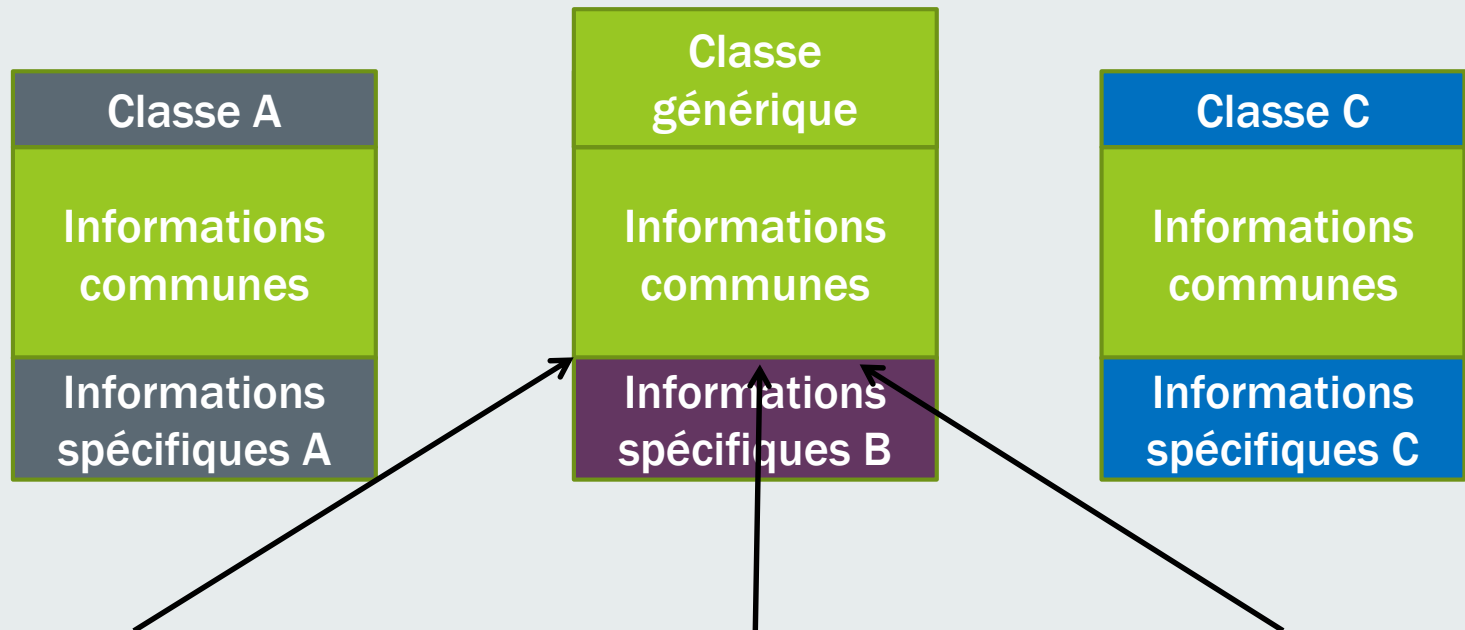 Classe A
Informations
communes
Informations
spécifiques A
Classe
générique
Informations
communes
Informations
spécifiques B
Classe C
Informations
communes
Informations
spécifiques C